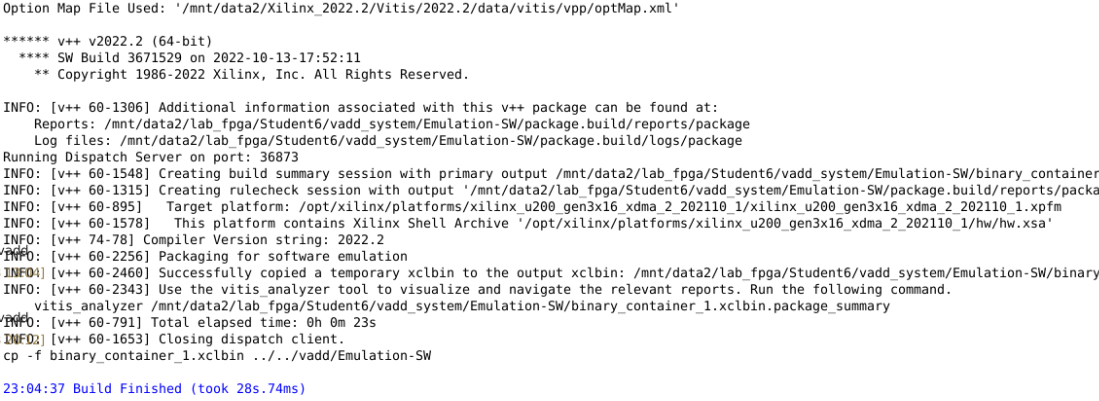 Option Map File Used: '/mnt/data2/Xilinx_2022.2/Vitis/2022.2/data/vitis/vpp/optMap.xml'
****** v++ v2022.2 (64-bit)
**** SW Build 3671529 on 2022-10-13-17:52:11
** Copyright 1986-2022 Xilinx, Inc. All Rights Reserved.
INFO: [v++ 60-1306] Additional information associated with this v++ package can be found at:
Reports: /mnt/data2/lab_fpga/Student6/vadd_system/Emulation-SW/package.build/reports/package
Log files: /mnt/data2/lab_fpga/Student6/vadd_system/Emulation-SW/package.build/logs/package
Running Dispatch Server on port: 36873
INFO: [v++ 60-1548] Creating build summary session with primary output /mnt/data2/lab_fpga/Student6/vadd_system/Emulation-SW/binary_container
INFO: [v++ 60-1315] Creating rulecheck session with output '/mnt/data2/lab_fpga/Student6/vadd_system/Emulation-SW/package.build/reports/packa
INFO: [v++ 60-895] Target platform: /opt/xilinx/platforms/xilinx_u200_gen3x16_xdma_2_202110_1/xilinx_u200_gen3x16_xdma_2_202110_1.xpfm
INFO: [v++ 60-1578] This platform contains Xilinx Shell Archive '/opt/xilinx/platforms/xilinx_u200_gen3x16_xdma_2_202110_1/hw/hw.xsa'
INFO: [v++ 74-78] Compiler Version string: 2022.2
vadd
INFO: [v++ 60-2256] Packaging for software emulation
INFO: [v++ 60-2460] Successfully copied a temporary xclbin to the output xclbin: /mnt/data2/lab_fpga/Student6/vadd_system/Emulation-SW/binary
INFO: [v++ 60-2343] Use the vitis_analyzer tool to visualize and navigate the relevant reports. Run the following command.
vitis_analyzer /mnt/data2/lab_fpga/Student6/vadd_system/Emulation-SW/binary_container_1.xclbin.package_summary
vadd
INFO: [v++ 60-791] Total elapsed time: 0h 0m 23s
INFO: [v++ 60-1653] Closing dispatch client.
cp -f binary_container_1.xclbin ../../vadd/Emulation-SW
23:04:37 Build Finished (took 28s.74ms)